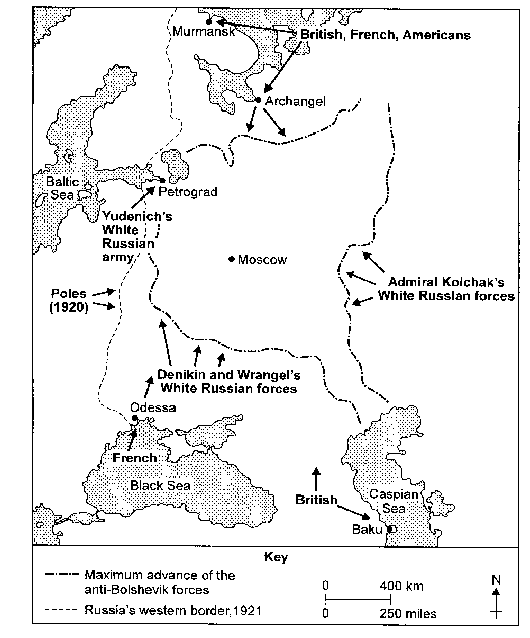 Murmansk
British, French, Americans
Archangel
Baltic
Sea
Petrograd
Yudenich's
White
Russian
army
Moscow
Poles
(1920)
Admiral Kolchak's
White Russian forces
Denikin and Wrangel's
White Russian forces
Odessa
French
Black Sea
British
Caspian
Sea
Baku
Key
Maximum advance of the
anti-Bolshevik forces
Russia's western border, 1921
0 400 km
0 250 miles
N